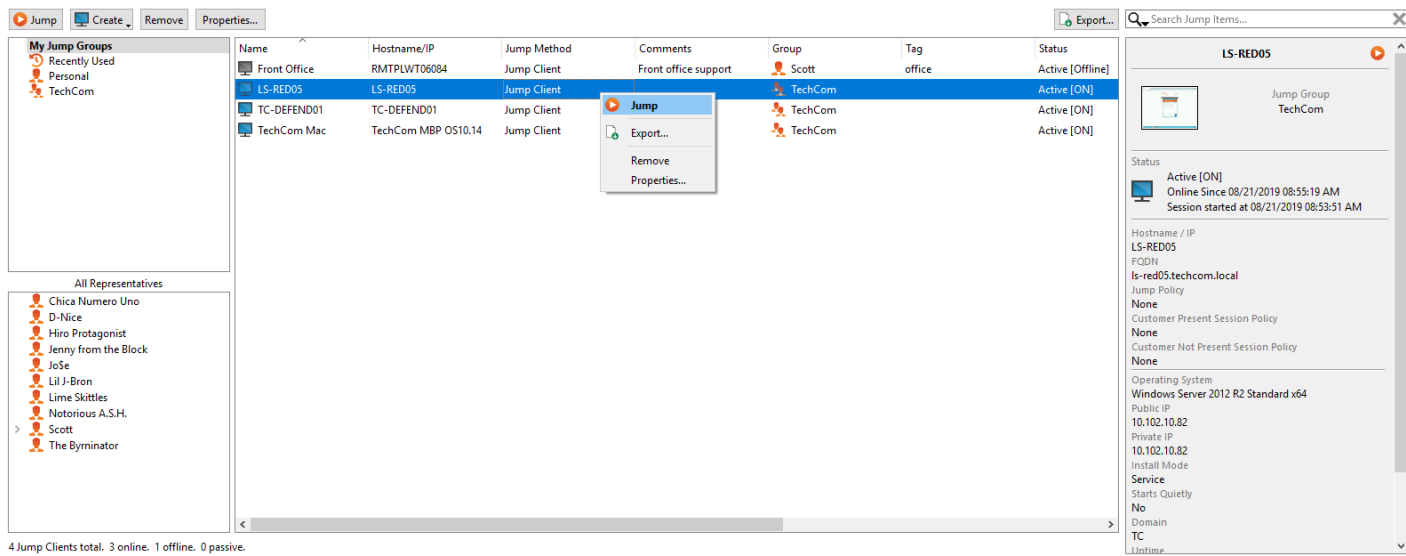 Jump Create Remove Properties... Export... Search Jump Items...
My Jump Groups
Recently Used
Personal
TechCom
Name Hostname/IP Jump Method Comments Group Tag Status
Front Office RMTPLWT06084 Jump Client Front office support Scott office Active [Offline]
LS-RED05 LS-RED05 Jump Client TechCom Active [ON]
TC-DEFEND01 TC-DEFEND01 Jump Client TechCom Active [ON]
TechCom Mac TechCom MBP OS10.14 Jump Client TechCom Active [ON]
Jump
Export...
Remove
Properties...
All Representatives
Chica Numero Uno
D-Nice
Hiro Protagonist
Jenny from the Block
Jo$e
Lil J-Bron
Lime Skittles
Notorious A.S.H.
Scott
The Byrninator
4 Jump Clients total. 3 online. 1 offline. 0 passive.
LS-RED05
Jump Group
TechCom
Status
Active [ON]
Online Since 08/21/2019 08:55:19 AM
Session started at 08/21/2019 08:53:51 AM
Hostname / IP
LS-RED05
FQDN
ls-red05.techcom.local
Jump Policy
None
Customer Present Session Policy
None
Customer Not Present Session Policy
None
Operating System
Windows Server 2012 R2 Standard x64
Public IP
10.102.10.82
Private IP
10.102.10.82
Install Mode
Service
Starts Quietly
No
Domain
TC
Uptime